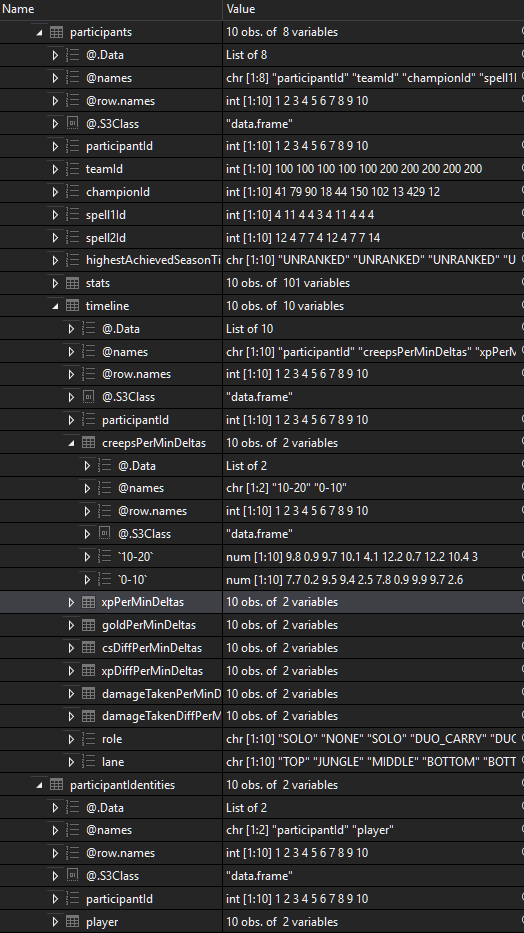 Name Value
participants 10 obs. of 8 variables
@.Data List of 8
@names chr [1:8] "participantId" "teamId" "championId" "spell1I
@row.names int [1:10] 1 2 3 4 5 6 7 8 9 10
@.S3Class "data.frame"
participantId int [1:10] 1 2 3 4 5 6 7 8 9 10
teamId int [1:10] 100 100 100 100 100 200 200 200 200 200
championId int [1:10] 41 79 90 18 44 150 102 13 429 12
spell1Id int [1:10] 4 11 4 4 3 4 11 4 4 4
spell2Id int [1:10] 12 4 7 7 4 12 4 7 7 14
highestAchievedSeasonTi chr [1:10] "UNRANKED" "UNRANKED" "UNRANKED" "U
stats 10 obs. of 101 variables
timeline 10 obs. of 10 variables
@.Data List of 10
@names chr [1:10] "participantId" "creepsPerMinDeltas" "xpPerM
@row.names int [1:10] 1 2 3 4 5 6 7 8 9 10
@.S3Class "data.frame"
participantId int [1:10] 1 2 3 4 5 6 7 8 9 10
creepsPerMinDeltas 10 obs. of 2 variables
@.Data List of 2
@names chr [1:2] "10-20" "0-10"
@row.names int [1:10] 1 2 3 4 5 6 7 8 9 10
@.S3Class "data.frame"
`10-20` num [1:10] 9.8 0.9 9.7 10.1 4.1 12.2 0.7 12.2 10.4 3
`0-10` num [1:10] 7.7 0.2 9.5 9.4 2.5 7.8 0.9 9.9 9.7 2.6
xpPerMinDeltas 10 obs. of 2 variables
goldPerMinDeltas 10 obs. of 2 variables
csDiffPerMinDeltas 10 obs. of 2 variables
xpDiffPerMinDeltas 10 obs. of 2 variables
damageTakenPerMinD 10 obs. of 2 variables
damageTakenDiffPerM 10 obs. of 2 variables
role chr [1:10] "SOLO" "NONE" "SOLO" "DUO_CARRY" "DUC
lane chr [1:10] "TOP" "JUNGLE" "MIDDLE" "BOTTOM" "BOTT
participantIdentities 10 obs. of 2 variables
@.Data List of 2
@names chr [1:2] "participantId" "player"
@row.names int [1:10] 1 2 3 4 5 6 7 8 9 10
@.S3Class "data.frame"
participantId int [1:10] 1 2 3 4 5 6 7 8 9 10
player 10 obs. of 2 variables